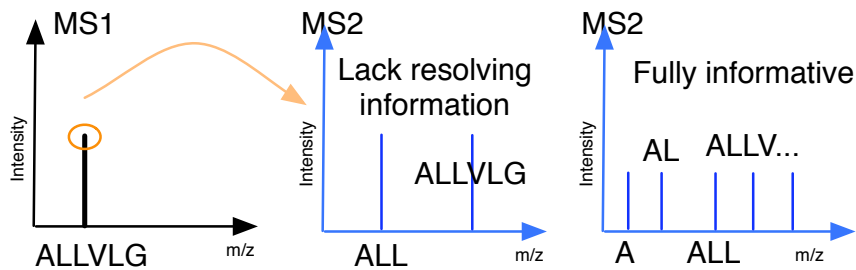 MS1
Intensity
ALLVLG
m/z
MS2
Lack resolving
information
Intensity
ALLVLG
ALL
m/z
MS2
Fully informative
Intensity
AL
ALLV...
A
ALL
m/z